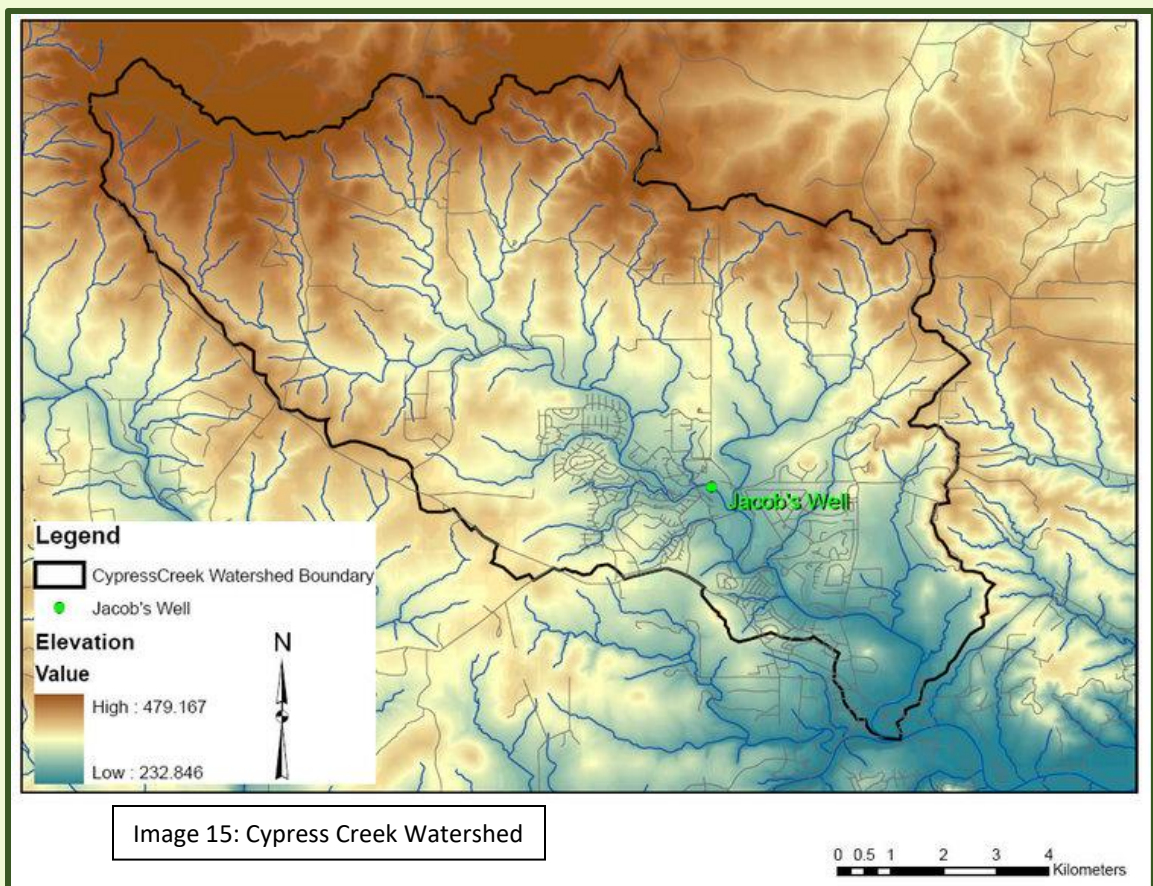 Jacob's Well
Legend
CypressCreek Watershed Boundary
Jacob's Well
Elevation
Value
High : 479.167
Low : 232.846
N
Image 15: Cypress Creek Watershed
0 0.5 1 2 3 4
Kilometers